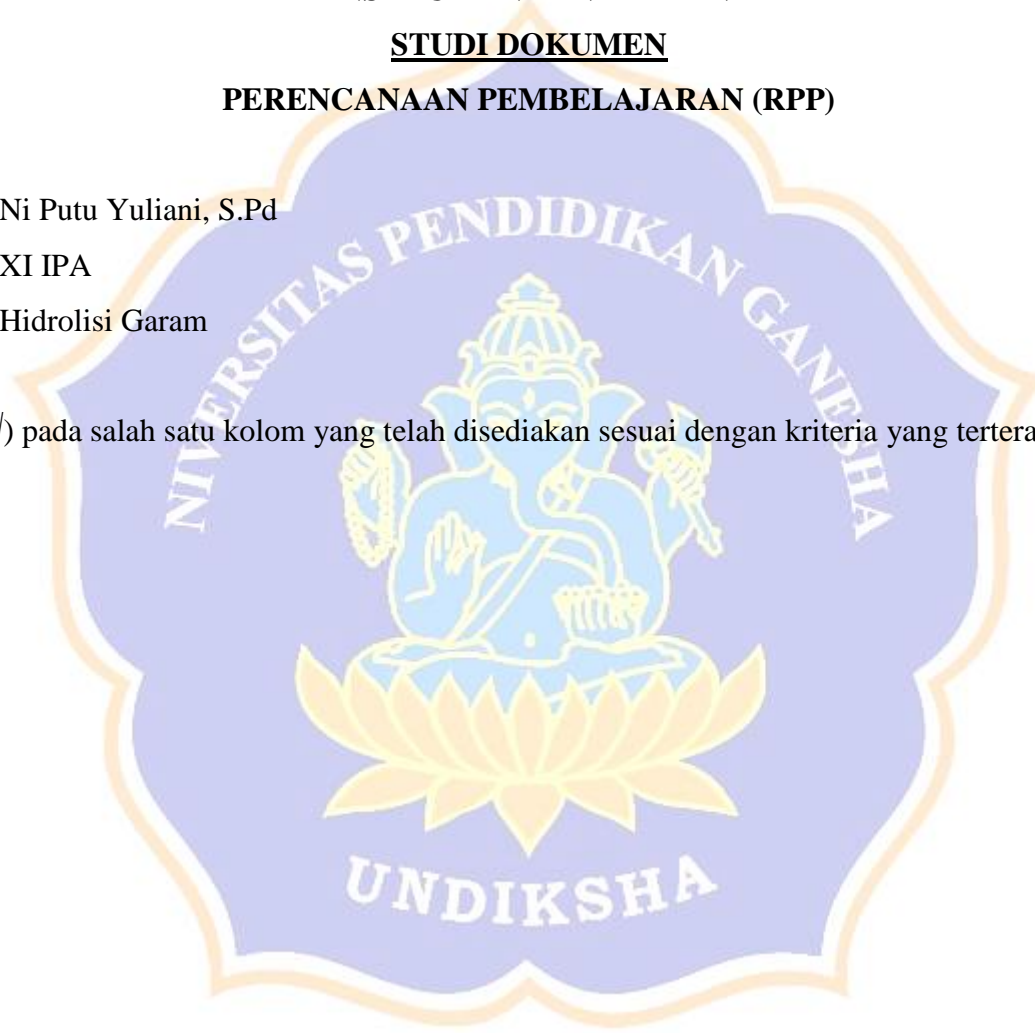 STUDI DOKUMEN
PERENCANAAN PEMBELAJARAN (RPP)
Ni Putu Yuliani, S.Pd
XI IPA
Hidrolisi Garam
) pada salah satu kolom yang telah disediakan sesuai dengan kriteria yang tertera
NIVERSITAS PENDIDIKAN GANESHA
UNDIKSHA